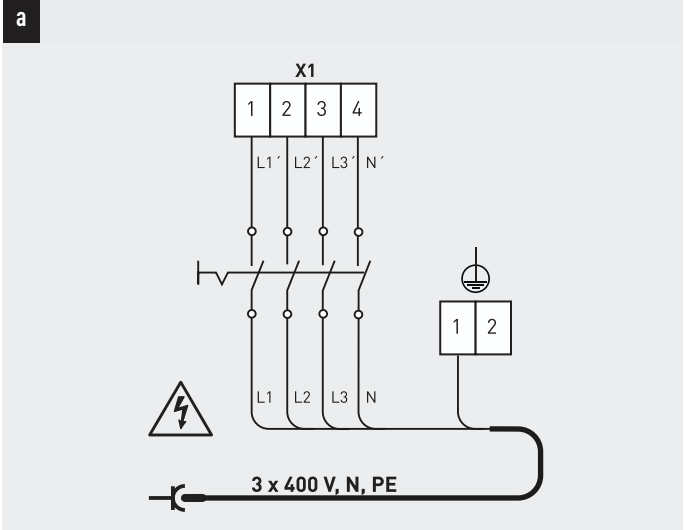 a
X1
1 2 3 4
L1´ L2´ L3´ N´
1 2
L1 L2 L3 N
3 x 400 V, N, PE